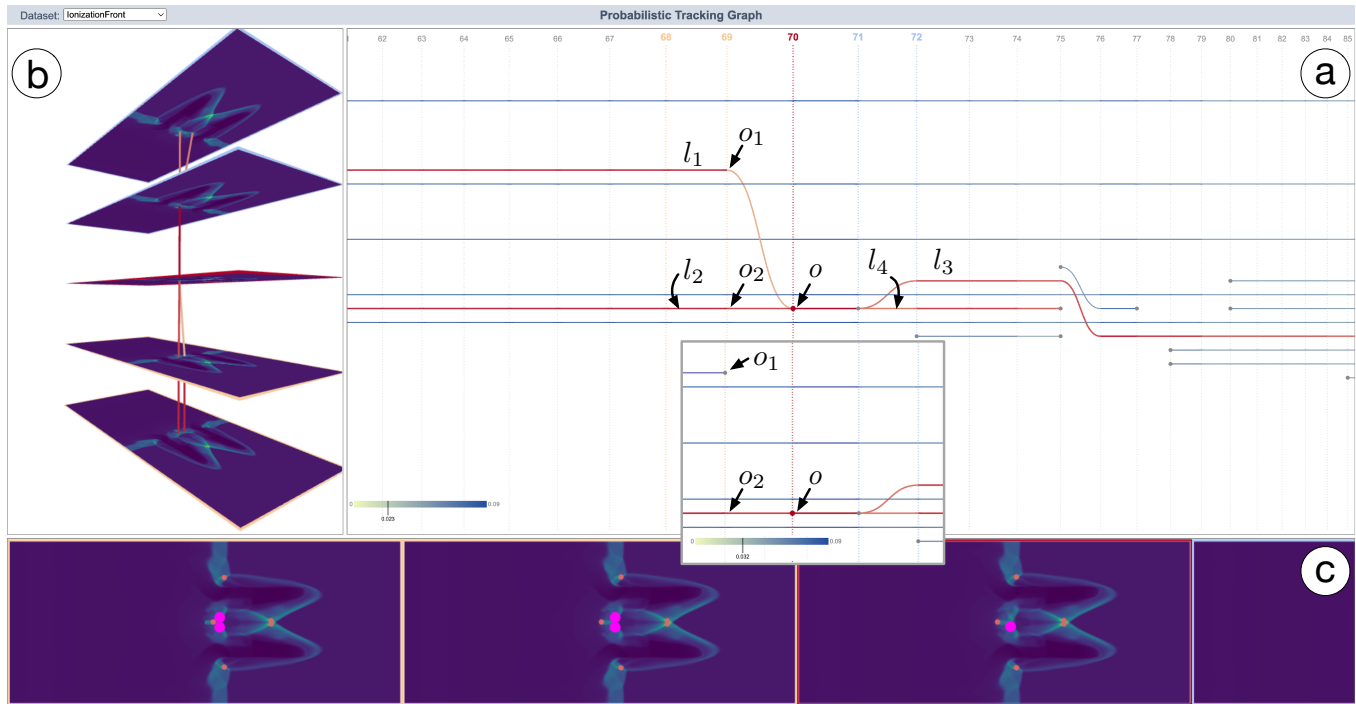 Dataset: IonizationFront
Probabilistic Tracking Graph
b
a
62 63 64 65 66 67 68 69 70 71 72 73 74 75 76 77 78 79 80 81 82 83 84 85
l1
o1
l2
o2
o
l4
l3
o1
o2
o
0 0.09
0.023
0 0.09
0.032
c